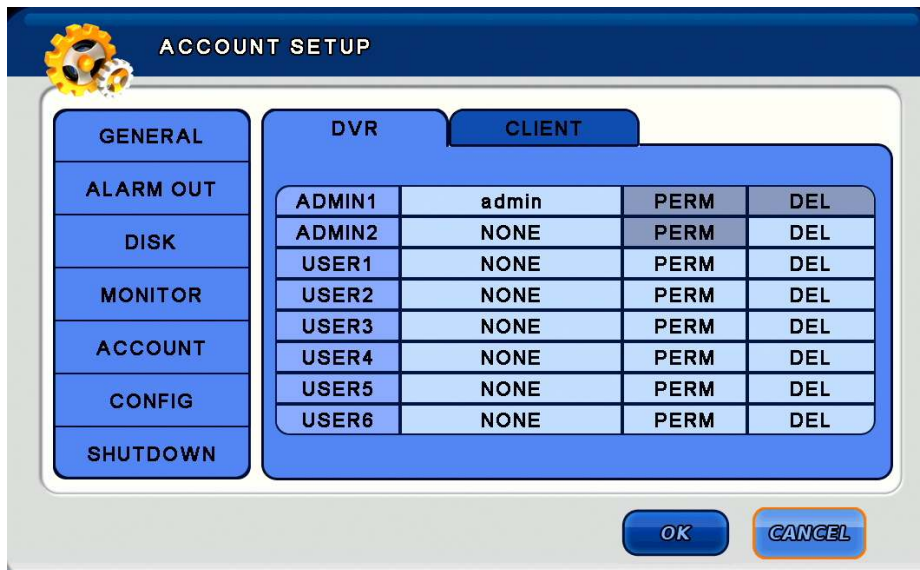 ACCOUNT SETUP
GENERAL
ALARM OUT
DISK
MONITOR
ACCOUNT
CONFIG
SHUTDOWN
DVR CLIENT
ADMIN1 admin PERM DEL
ADMIN2 NONE PERM DEL
USER1 NONE PERM DEL
USER2 NONE PERM DEL
USER3 NONE PERM DEL
USER4 NONE PERM DEL
USER5 NONE PERM DEL
USER6 NONE PERM DEL
OK CANCEL